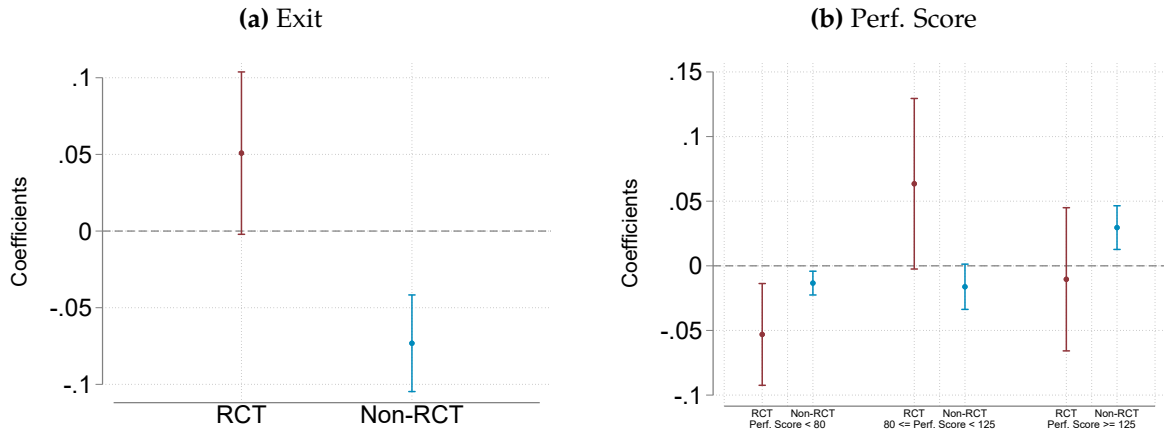 (a) Exit
.1
.05
0
-.05
-.1
Coefficients
RCT Non-RCT
(b) Perf. Score
.15
.1
.05
0
-.05
-.1
Coefficients
RCT Non-RCT RCT Non-RCT RCT Non-RCT
Perf. Score < 80 80 <= Perf. Score < 125 Perf. Score >= 125